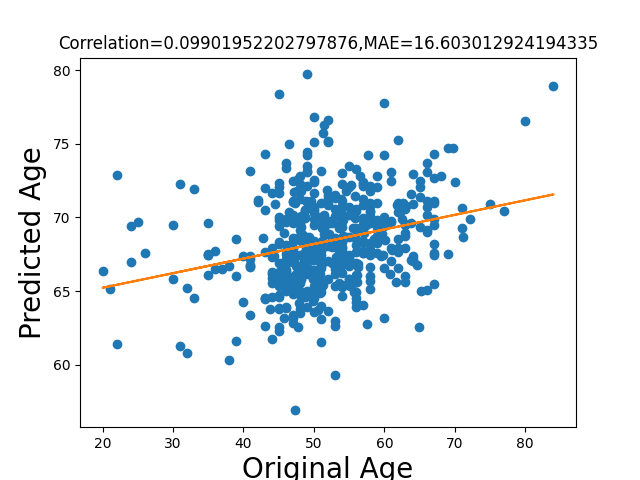 Correlation=0.09901952202797876,MAE=16.603012924194335
80
75
70
65
60
Predicted Age
20 30 40 50 60 70 80
Original Age